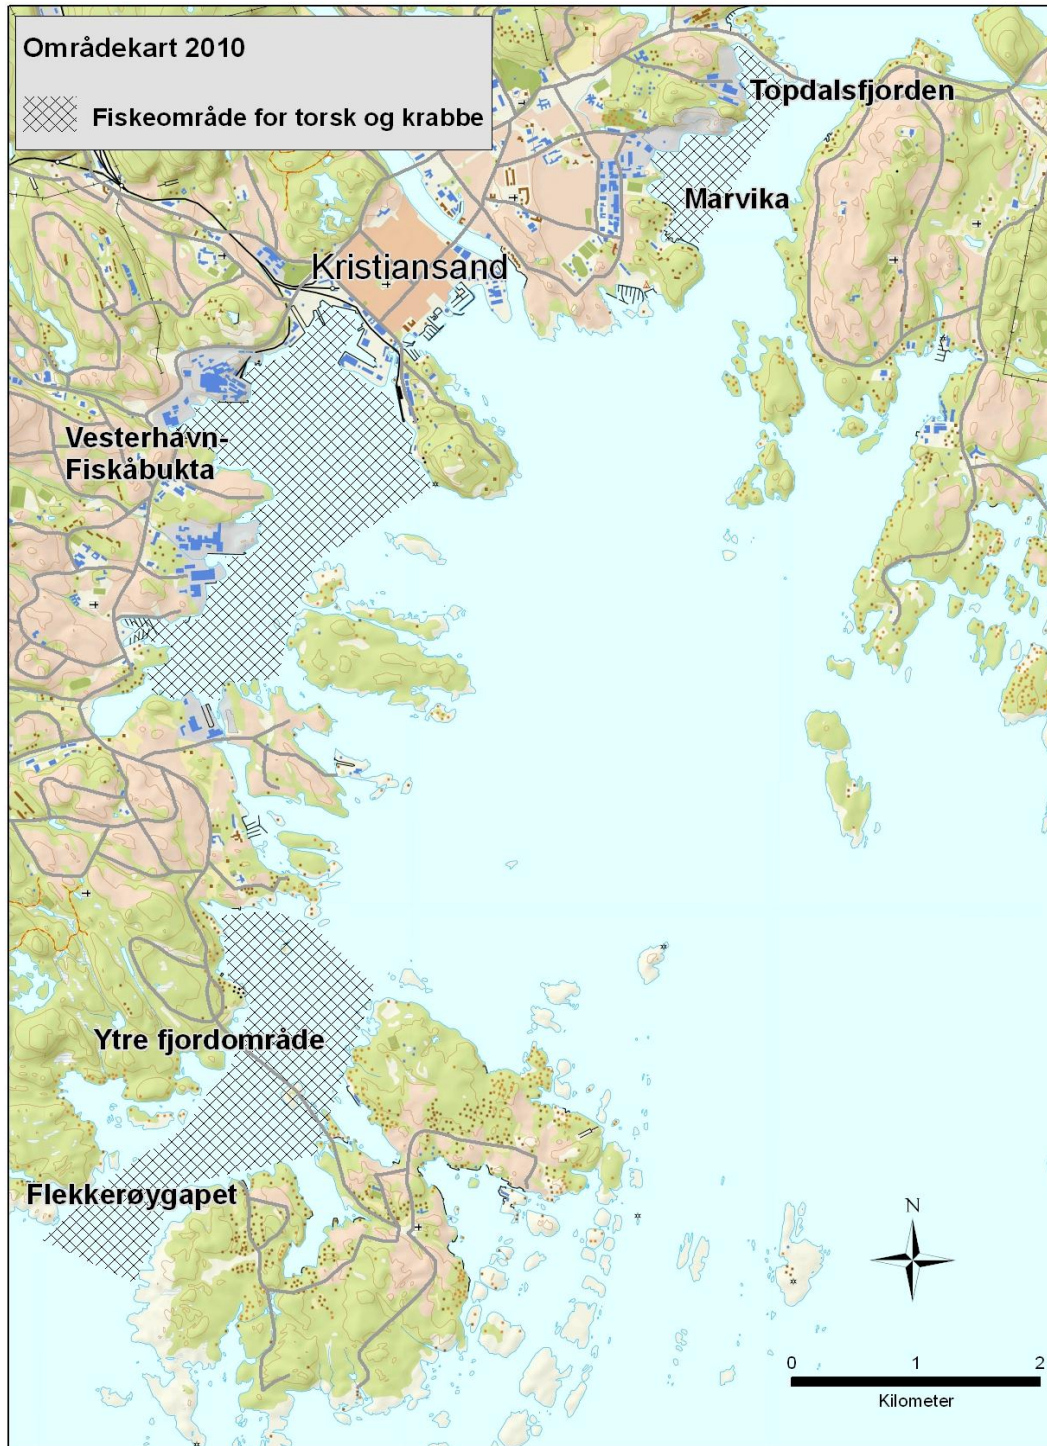 Områdekart 2010
Fiskeområde for torsk og krabbe
Topdalsfjorden
Marvika
Kristiansand
Vesterhavn-
Fiskåbukta
Ytre fjordområde
Flekkerøygapet
N
0 1 2
Kilometer